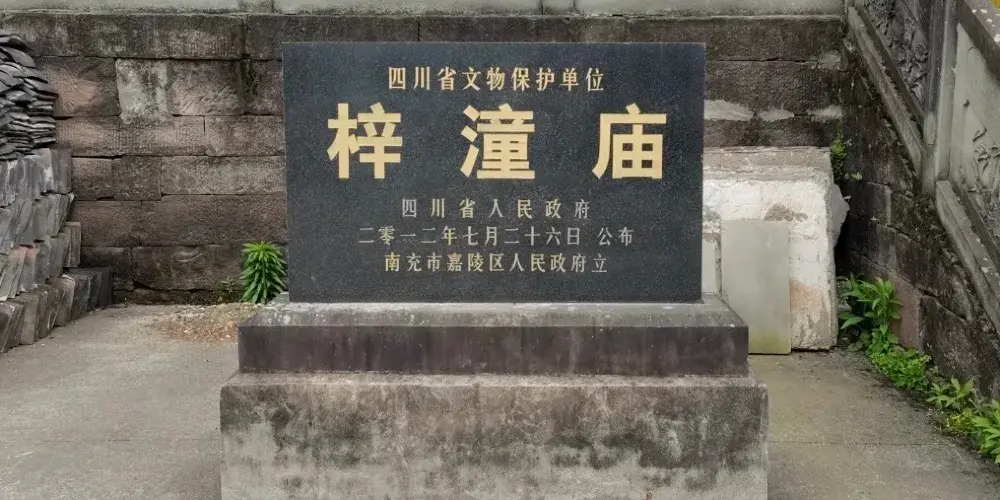 四川省文物保护单位
梓潼庙
四川省人民政府
二零一二年七月二十六日 公布
南充市嘉陵区人民政府立